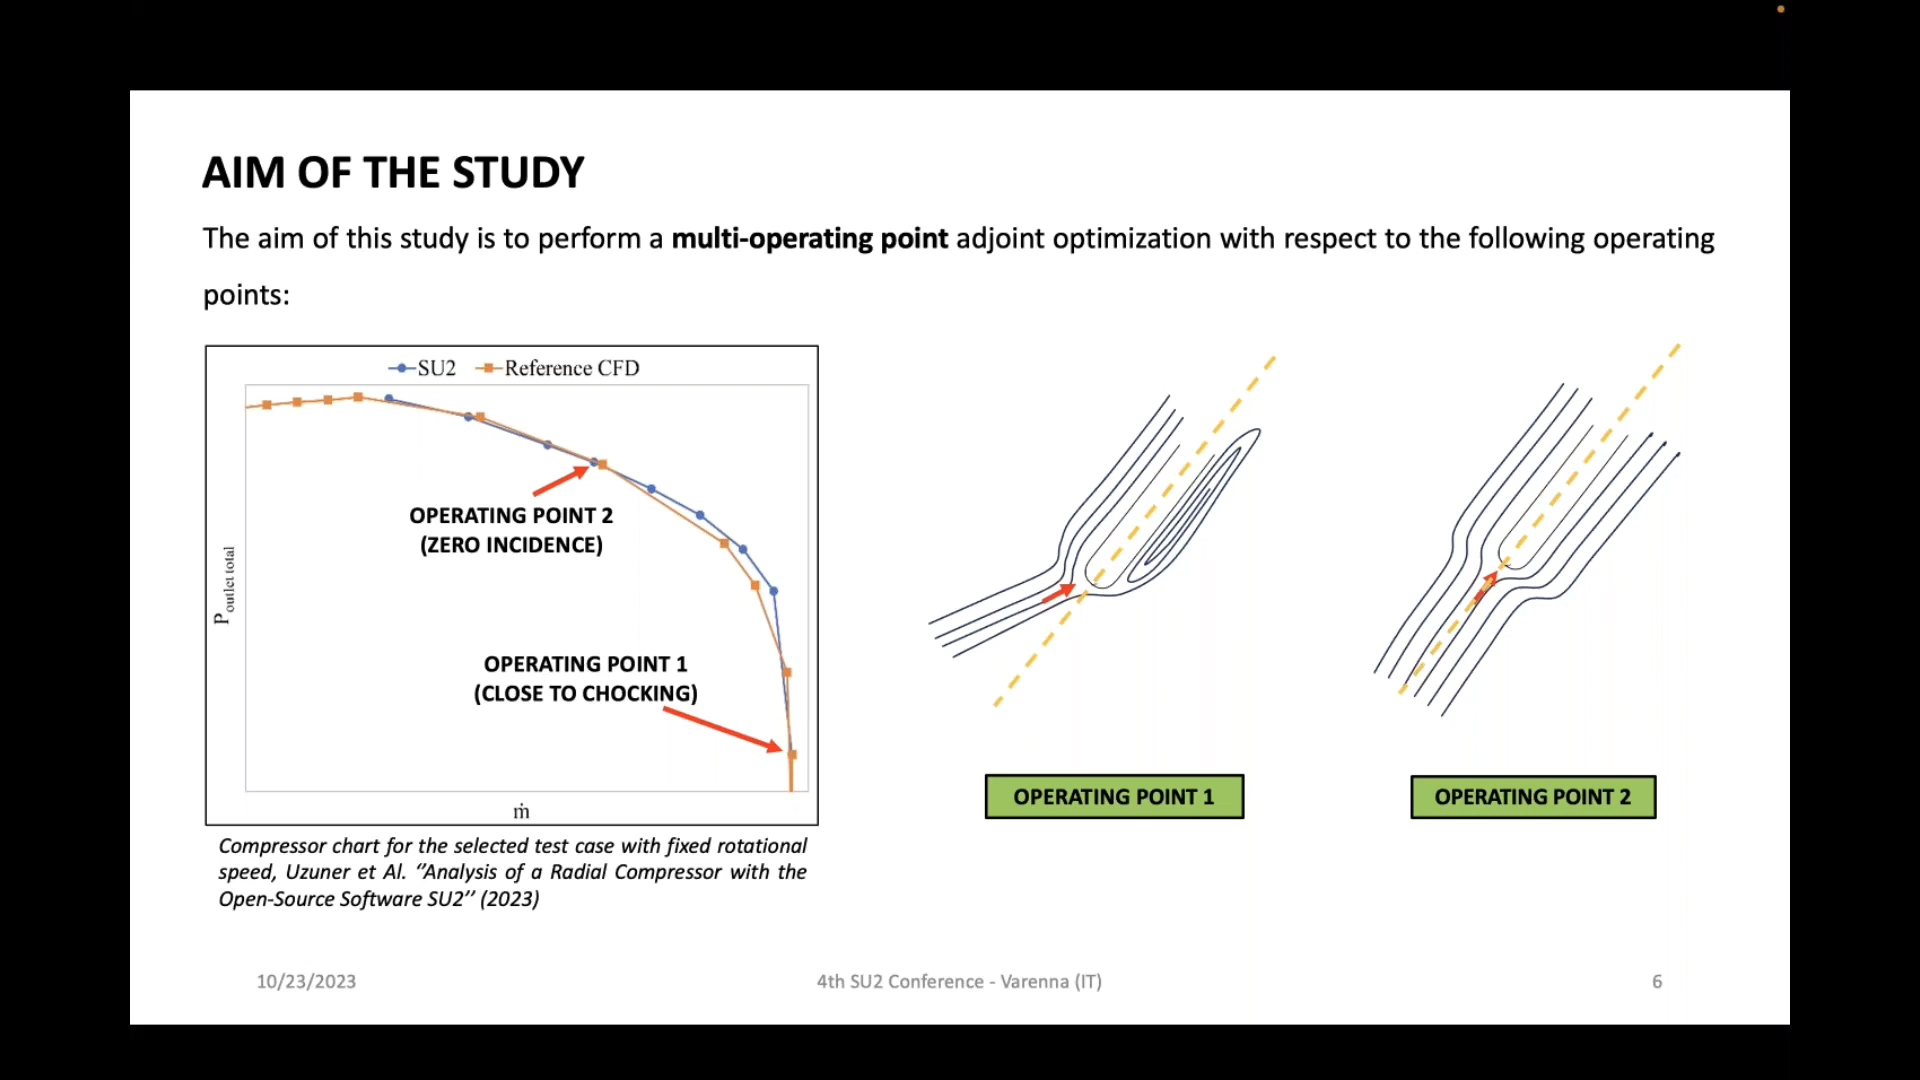 AIM OF THE STUDY
The aim of this study is to perform a multi-operating point adjoint optimization with respect to the following operating
points:
SU2 Reference CFD
OPERATING POINT 2
(ZERO INCIDENCE)
P outlet total
OPERATING POINT 1
(CLOSE TO CHOCKING)
ṁ
OPERATING POINT 1
OPERATING POINT 2
Compressor chart for the selected test case with fixed rotational
speed, Uzuner et Al. ‘‘Analysis of a Radial Compressor with the
Open-Source Software SU2’’ (2023)
10/23/2023
4th SU2 Conference - Varenna (IT)
6